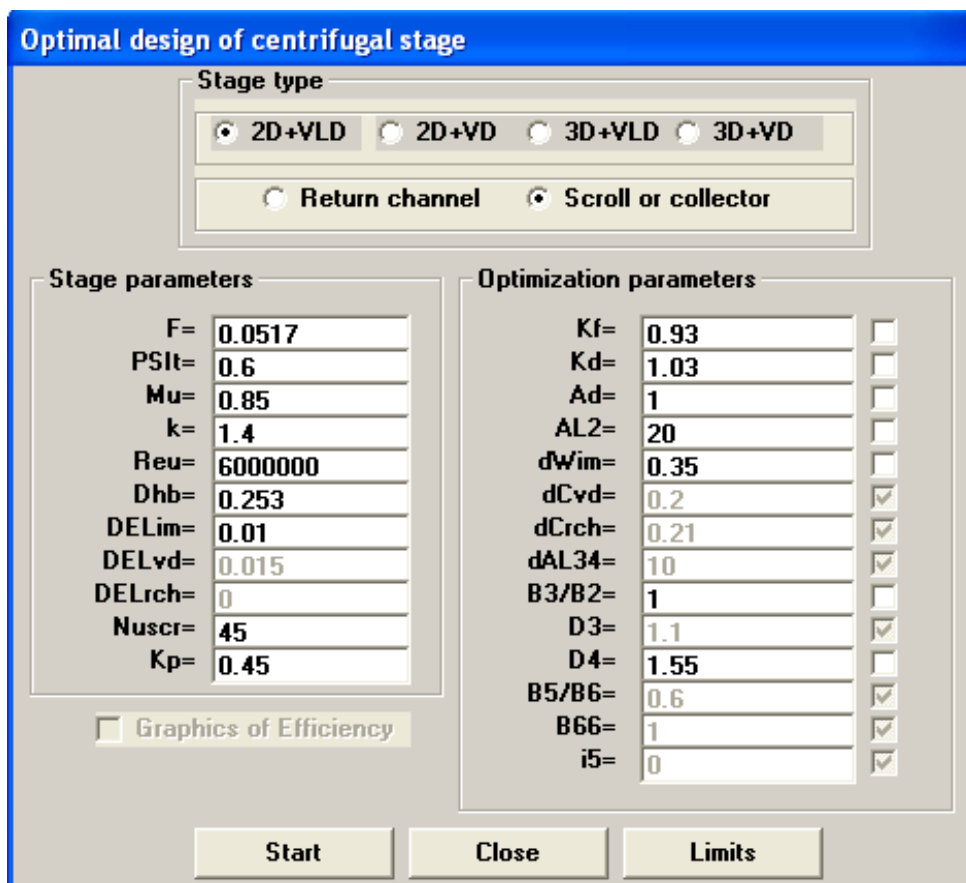 Optimal design of centrifugal stage
Stage type
2D+VLD 2D+VD 3D+VLD 3D+VD
Return channel Scroll or collector
Stage parameters
F= 0.0517
PSIt= 0.6
Mu= 0.85
k= 1.4
Reu= 6000000
Dhb= 0.253
DELim= 0.01
DELvd= 0.015
DELrch= 0
Nuscr= 45
Kp= 0.45
Graphics of Efficiency
Optimization parameters
Kf= 0.93
Kd= 1.03
Ad= 1
AL2= 20
dWim= 0.35
dCvd= 0.2
dCrch= 0.21
dAL34= 10
B3/B2= 1
D3= 1.1
D4= 1.55
B5/B6= 0.6
B66= 1
i5= 0
Start Close Limits